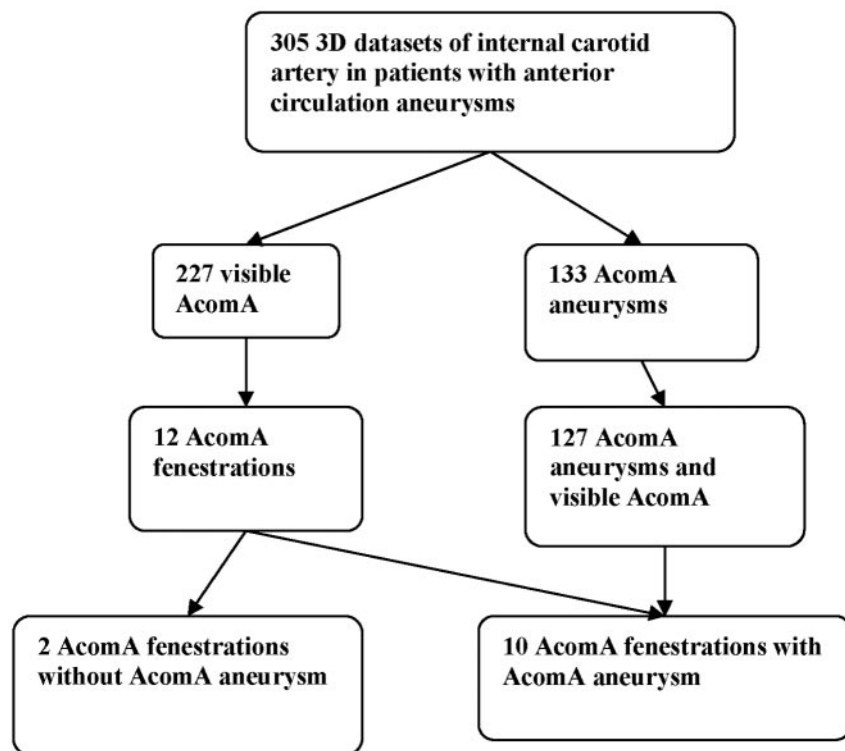 305 3D datasets of internal carotid
artery in patients with anterior
circulation aneurysms
227 visible
AcomA
133 AcomA
aneurysms
12 AcomA
fenestrations
127 AcomA
aneurysms and
visible AcomA
2 AcomA fenestrations
without AcomA aneurysm
10 AcomA fenestrations with
AcomA aneurysm